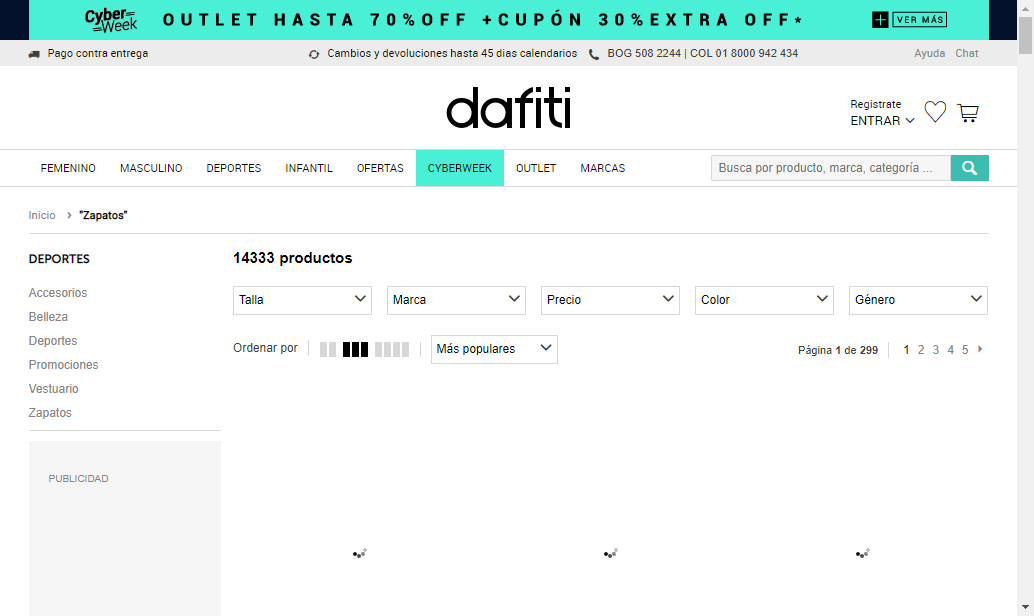 Cyber Week
OUTLET HASTA 70%OFF +CUPÓN 30%EXTRA OFF*
+ VER MÁS
Pago contra entrega
Cambios y devoluciones hasta 45 dias calendarios
BOG 508 2244 | COL 01 8000 942 434
Ayuda Chat
dafiti
Registrate
ENTRAR
FEMENINO MASCULINO DEPORTES INFANTIL OFERTAS CYBERWEEK OUTLET MARCAS
Busca por producto, marca, categoría ...
Inicio > "Zapatos"
DEPORTES
Accesorios
Belleza
Deportes
Promociones
Vestuario
Zapatos
PUBLICIDAD
14333 productos
Talla Marca Precio Color Género
Ordenar por Más populares Página 1 de 299 1 2 3 4 5